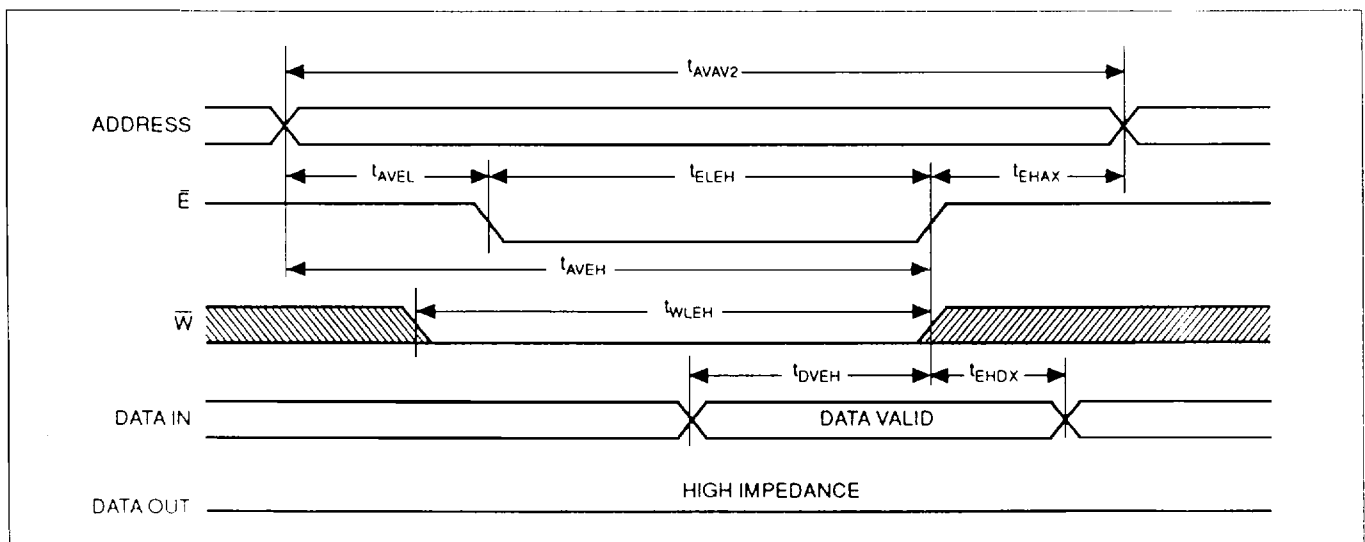 tAVAV2
ADDRESS
tAVEL
tELEH
tEHAX
Ē
tAVEH
W̅
tWLEH
tDVEH
tEHDX
DATA IN
DATA VALID
HIGH IMPEDANCE
DATA OUT